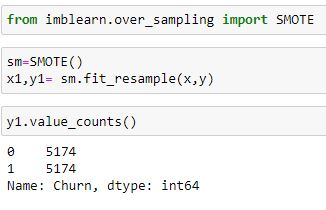 from imblearn.over_sampling import SMOTE
sm=SMOTE()
x1,y1= sm.fit_resample(x,y)
y1.value_counts()
0    5174
1    5174
Name: Churn, dtype: int64